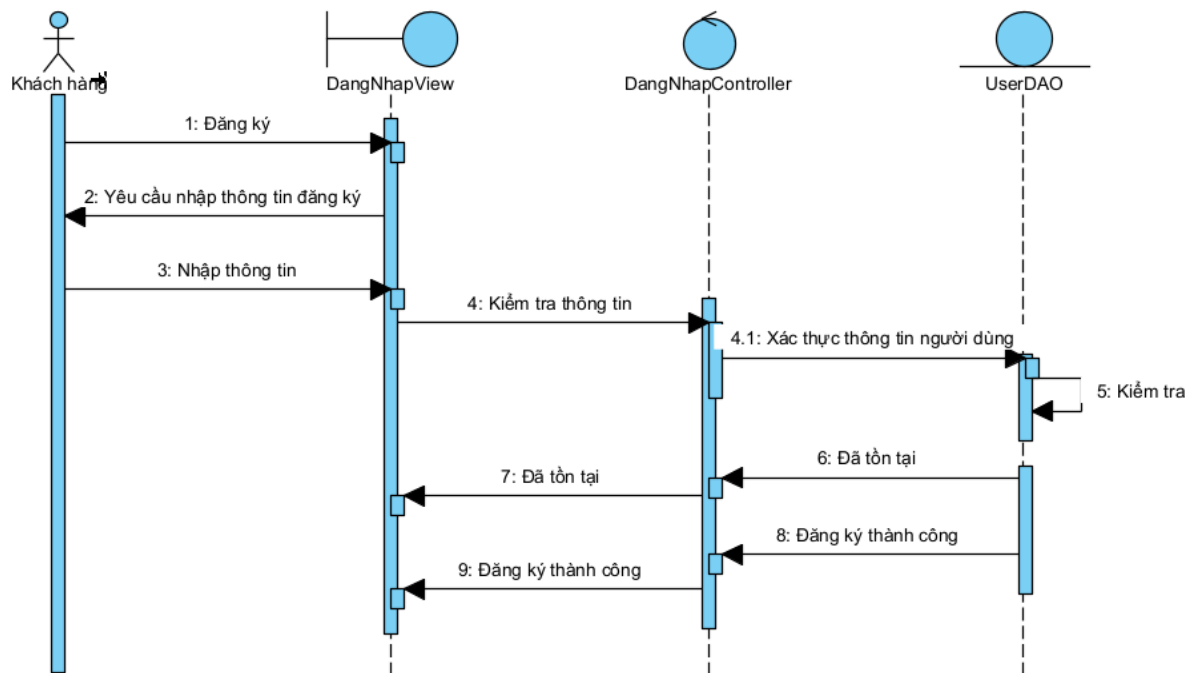 Khách hàng
DangNhapView
DangNhapController
UserDAO
1: Đăng ký
2: Yêu cầu nhập thông tin đăng ký
3: Nhập thông tin
4: Kiểm tra thông tin
4.1: Xác thực thông tin người dùng
5: Kiểm tra
6: Đã tồn tại
7: Đã tồn tại
8: Đăng ký thành công
9: Đăng ký thành công